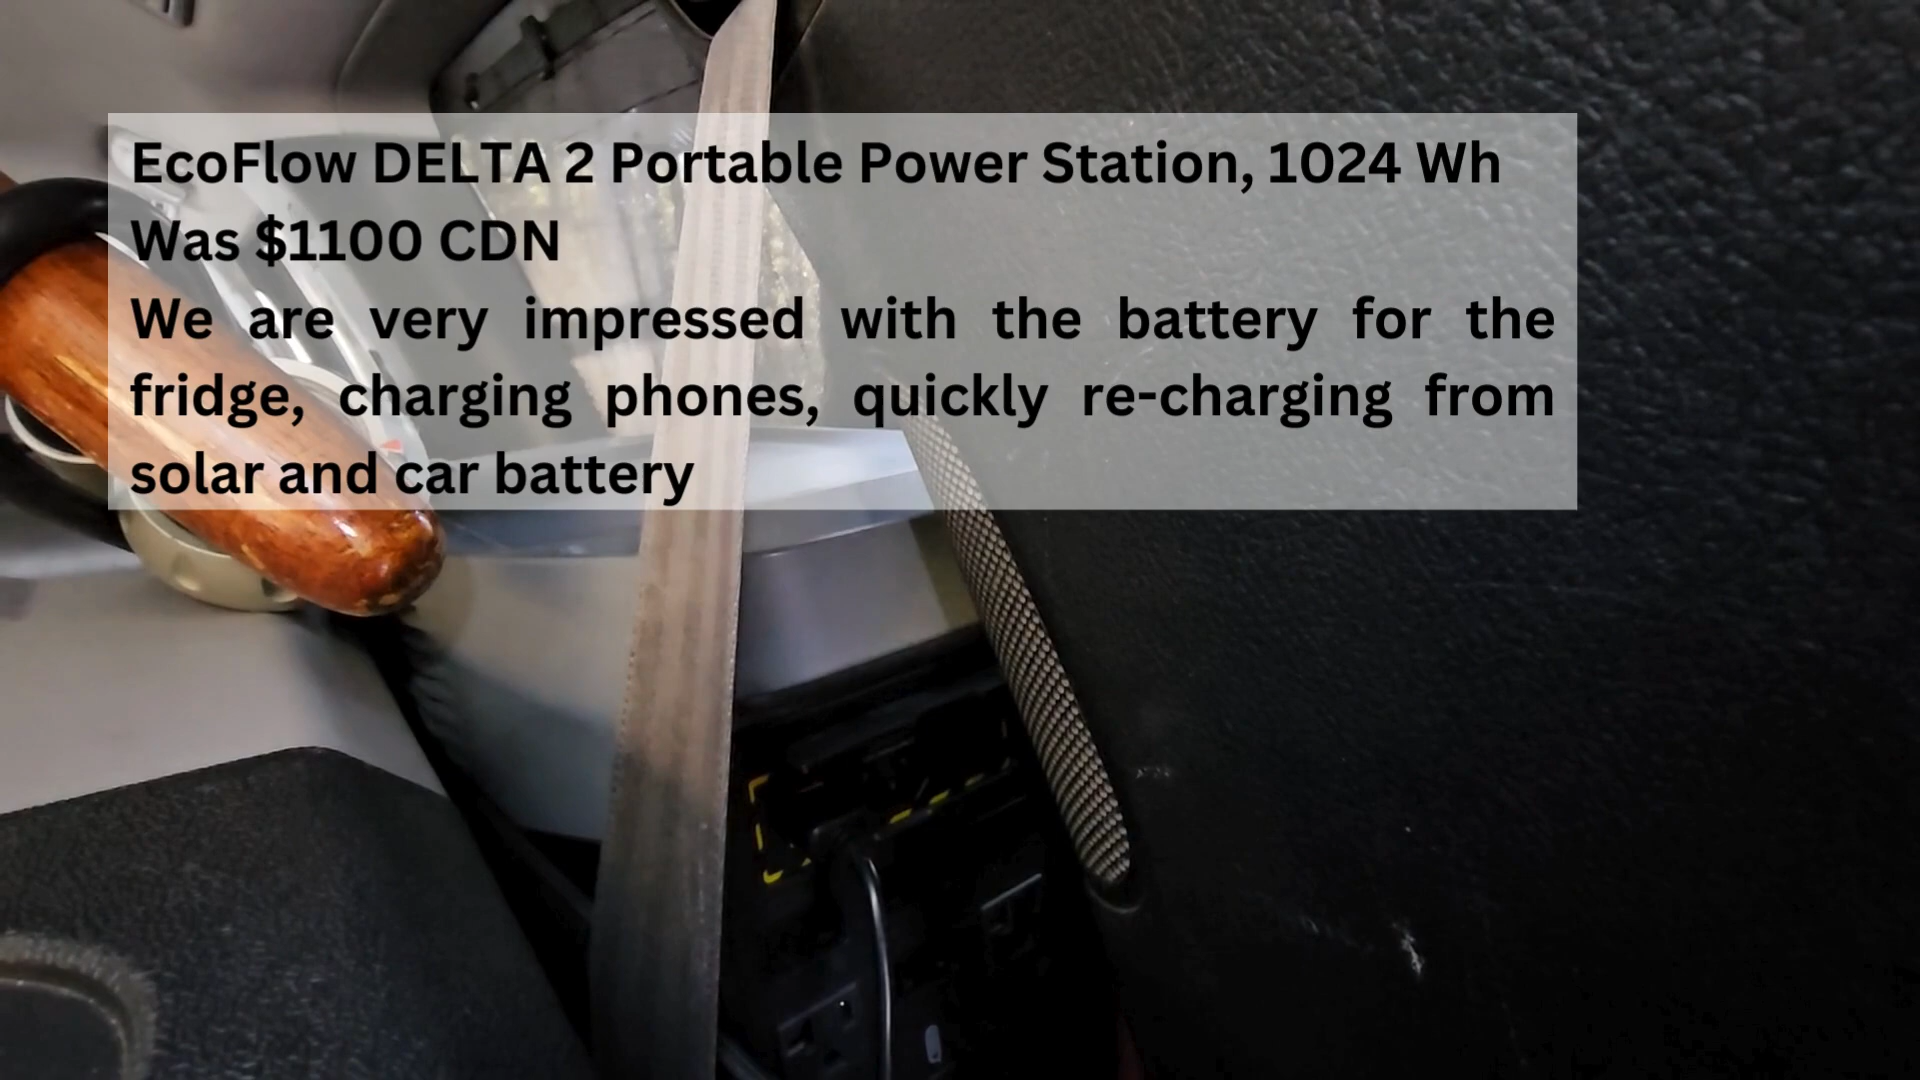 EcoFlow DELTA 2 Portable Power Station, 1024 Wh
Was $1100 CDN
We are very impressed with the battery for the
fridge, charging phones, quickly re-charging from
solar and car battery